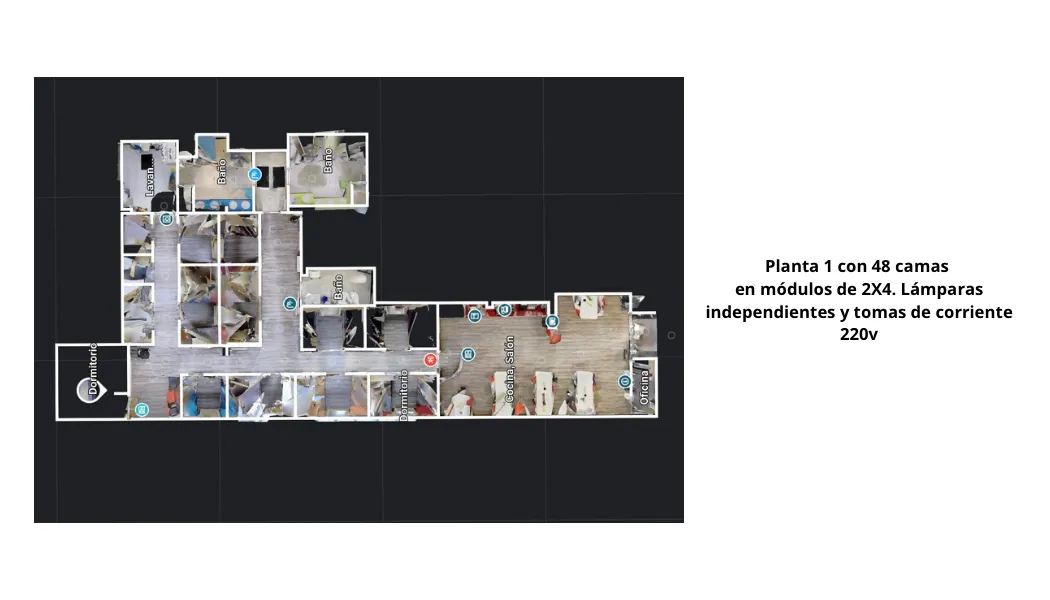 Lavan...
Baño
Baño
Baño
Dormitorio
Dormitorio
Cocina, Salón
Oficina
Planta 1 con 48 camas
en módulos de 2X4. Lámparas
independientes y tomas de corriente
220v